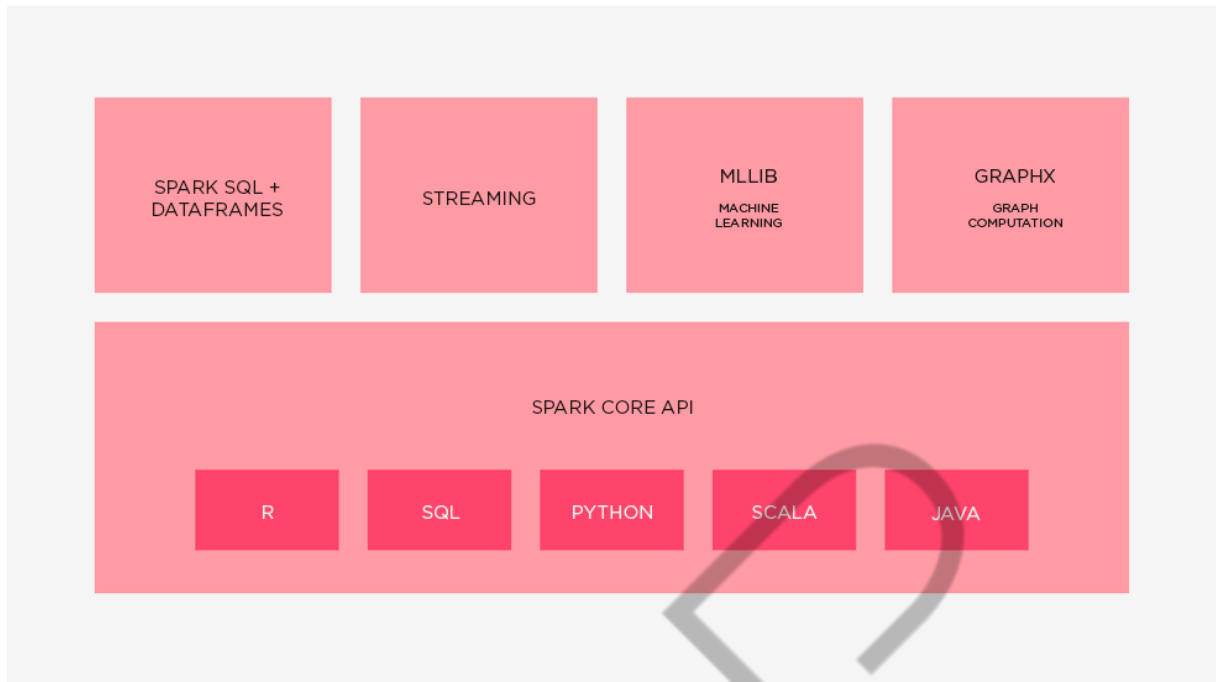 SPARK SQL +
DATAFRAMES
STREAMING
MLLIB
MACHINE
LEARNING
GRAPHX
GRAPH
COMPUTATION
SPARK CORE API
R
SQL
PYTHON
SCALA
JAVA